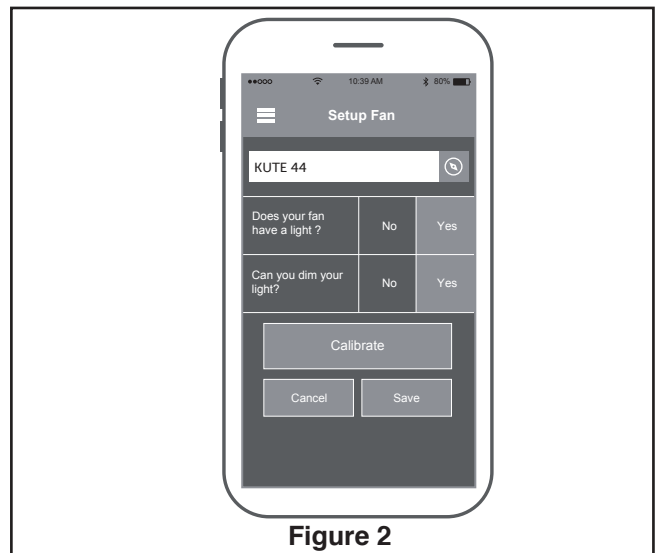 10:39 AM 80%
Setup Fan
KUTE 44
Does your fan
have a light ?
No Yes
Can you dim your
light?
No Yes
Calibrate
Cancel Save
Figure 2